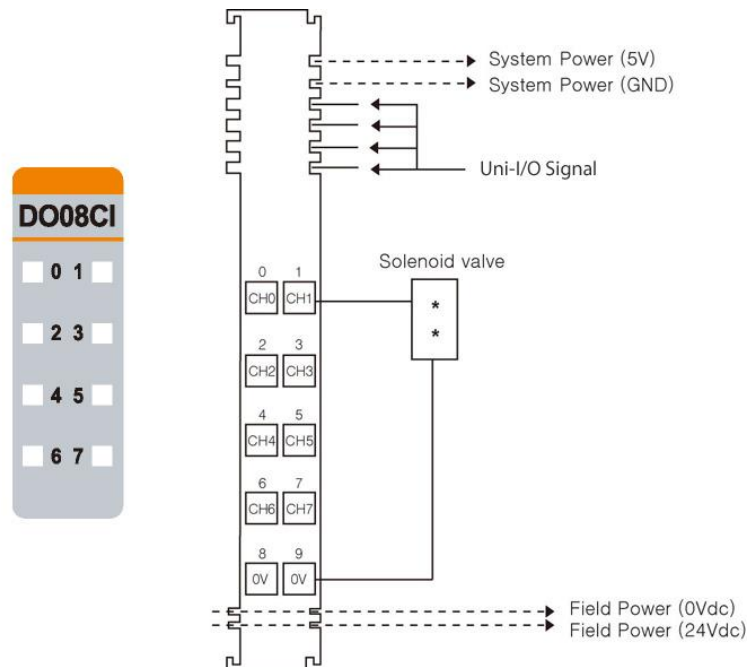 System Power (5V)
System Power (GND)
Uni-I/O Signal
DO08CI
0 1
2 3
4 5
6 7
Solenoid valve
*
*
0 1
CH0 CH1
2 3
CH2 CH3
4 5
CH4 CH5
6 7
CH6 CH7
8 9
0V 0V
Field Power (0Vdc)
Field Power (24Vdc)